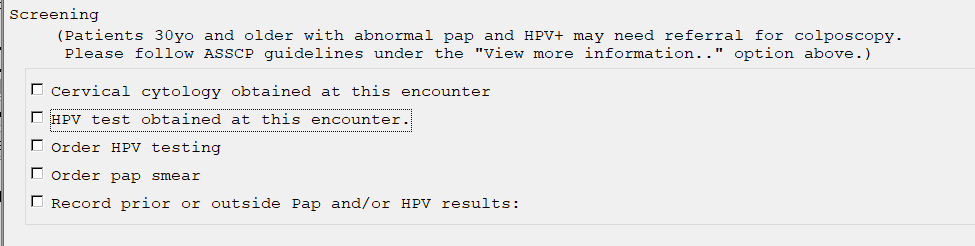 Screening
(Patients 30yo and older with abnormal pap and HPV+ may need referral for colposcopy.
Please follow ASSCP guidelines under the "View more information.." option above.)
Cervical cytology obtained at this encounter
HPV test obtained at this encounter.
Order HPV testing
Order pap smear
Record prior or outside Pap and/or HPV results: